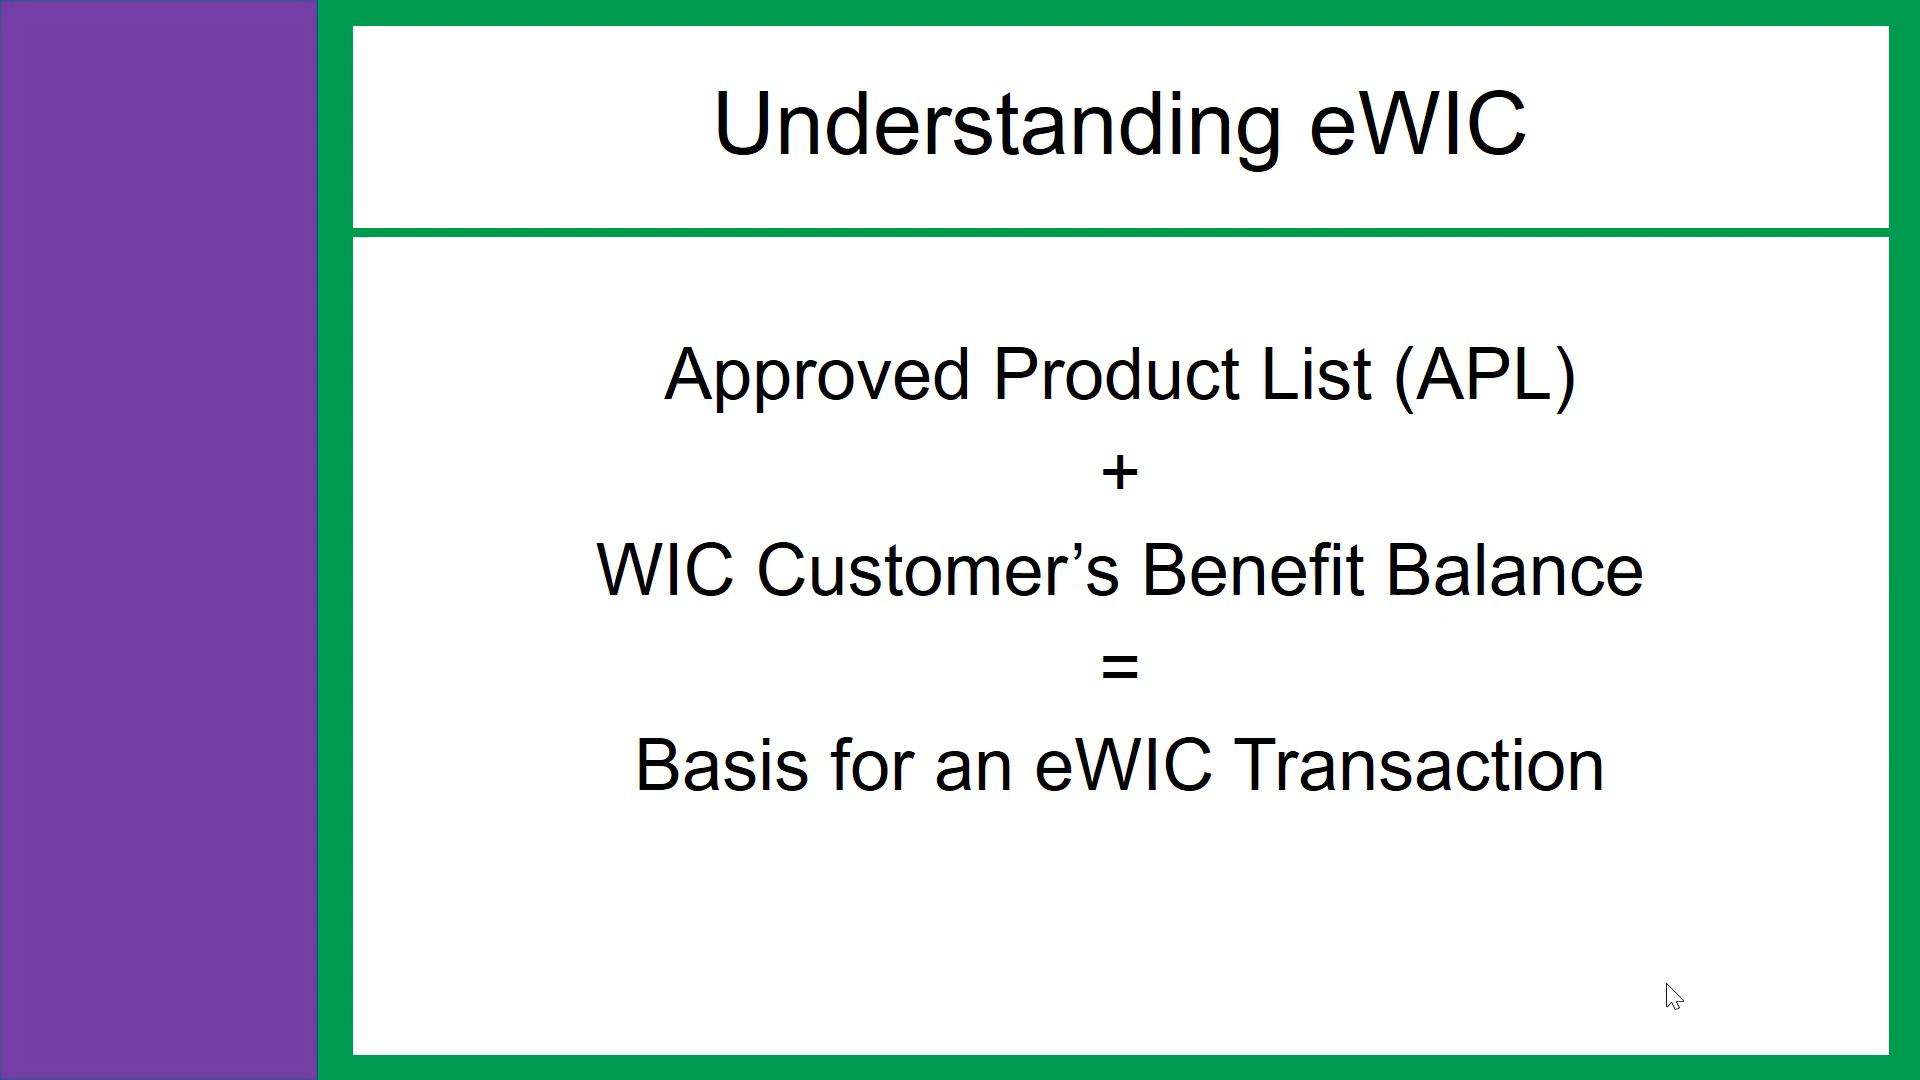 Understanding eWIC
Approved Product List (APL)
+
WIC Customer’s Benefit Balance
=
Basis for an eWIC Transaction